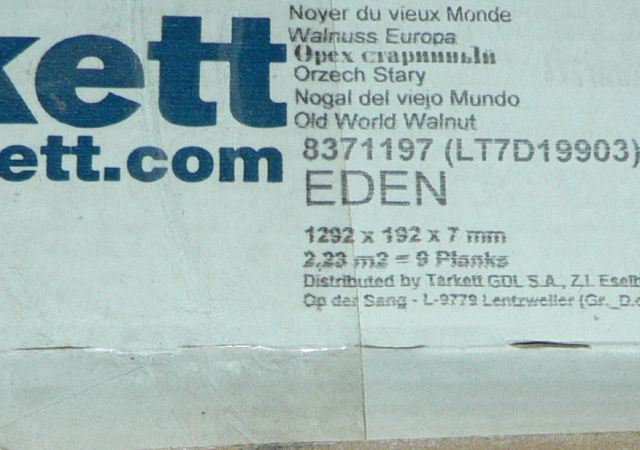 kett
ett.com
Noyer du vieux Monde
Walnuss Europa
Орех старинный
Orzech Stary
Nogal del viejo Mundo
Old World Walnut
8371197 (LT7D19903)
EDEN
1292 x 192 x 7 mm
2,23 m2 = 9 Planks
Distributed by Tarkett GDL S.A., Z.I. Eselb
Op der Sang - L-9779 Lentzweiler (Gr._D.